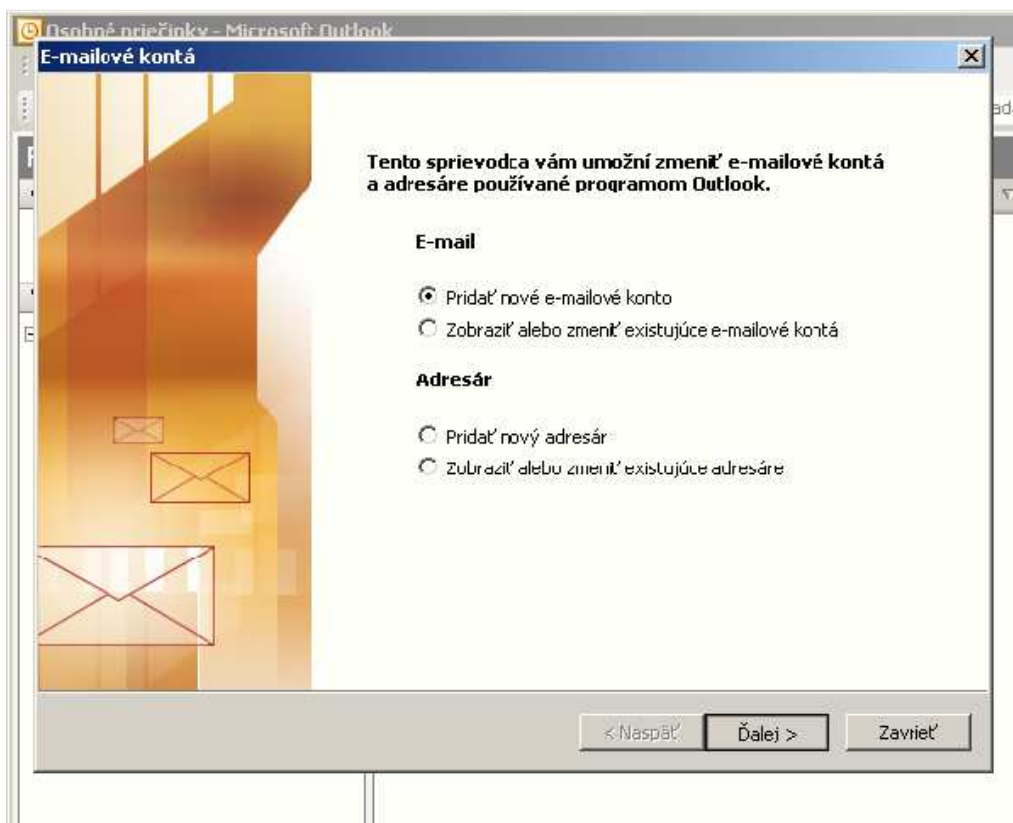 Osobné priečinky - Microsoft Outlook
E-mailové kontá
Tento sprievodca vám umožní zmeniť e-mailové kontá
a adresáre používané programom Outlook.
E-mail
Pridať nové e-mailové konto
Zobraziť alebo zmeniť existujúce e-mailové kontá
Adresár
Pridať nový adresár
Zobraziť alebo zmeniť existujúce adresáre
< Naspäť
Ďalej >
Zavrieť